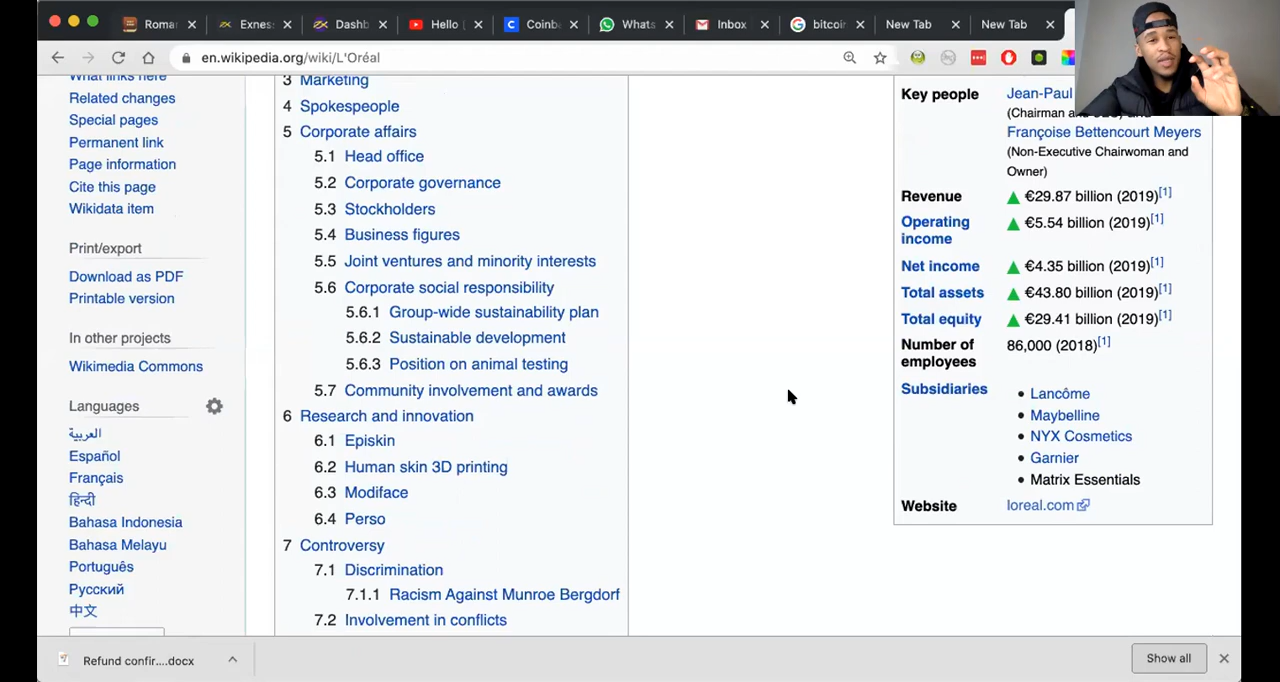 Roma
Exness
Dashb
Hello
Coinb
Whats
Inbox
bitcoin
New Tab
New Tab
en.wikipedia.org/wiki/L'Oréal
What links here
Related changes
Special pages
Permanent link
Page information
Cite this page
Wikidata item
Print/export
Download as PDF
Printable version
In other projects
Wikimedia Commons
Languages
العربية
Español
Français
हिन्दी
Bahasa Indonesia
Bahasa Melayu
Português
Русский
中文
3 Marketing
4 Spokespeople
5 Corporate affairs
5.1 Head office
5.2 Corporate governance
5.3 Stockholders
5.4 Business figures
5.5 Joint ventures and minority interests
5.6 Corporate social responsibility
5.6.1 Group-wide sustainability plan
5.6.2 Sustainable development
5.6.3 Position on animal testing
5.7 Community involvement and awards
6 Research and innovation
6.1 Episkin
6.2 Human skin 3D printing
6.3 Modiface
6.4 Perso
7 Controversy
7.1 Discrimination
7.1.1 Racism Against Munroe Bergdorf
7.2 Involvement in conflicts
Key people Jean-Paul
(Chairman and
Françoise Bettencourt Meyers
(Non-Executive Chairwoman and
Owner)
Revenue ▲ €29.87 billion (2019)[1]
Operating income ▲ €5.54 billion (2019)[1]
Net income ▲ €4.35 billion (2019)[1]
Total assets ▲ €43.80 billion (2019)[1]
Total equity ▲ €29.41 billion (2019)[1]
Number of employees 86,000 (2018)[1]
Subsidiaries
• Lancôme
• Maybelline
• NYX Cosmetics
• Garnier
• Matrix Essentials
Website loreal.com
Refund confir....docx
Show all